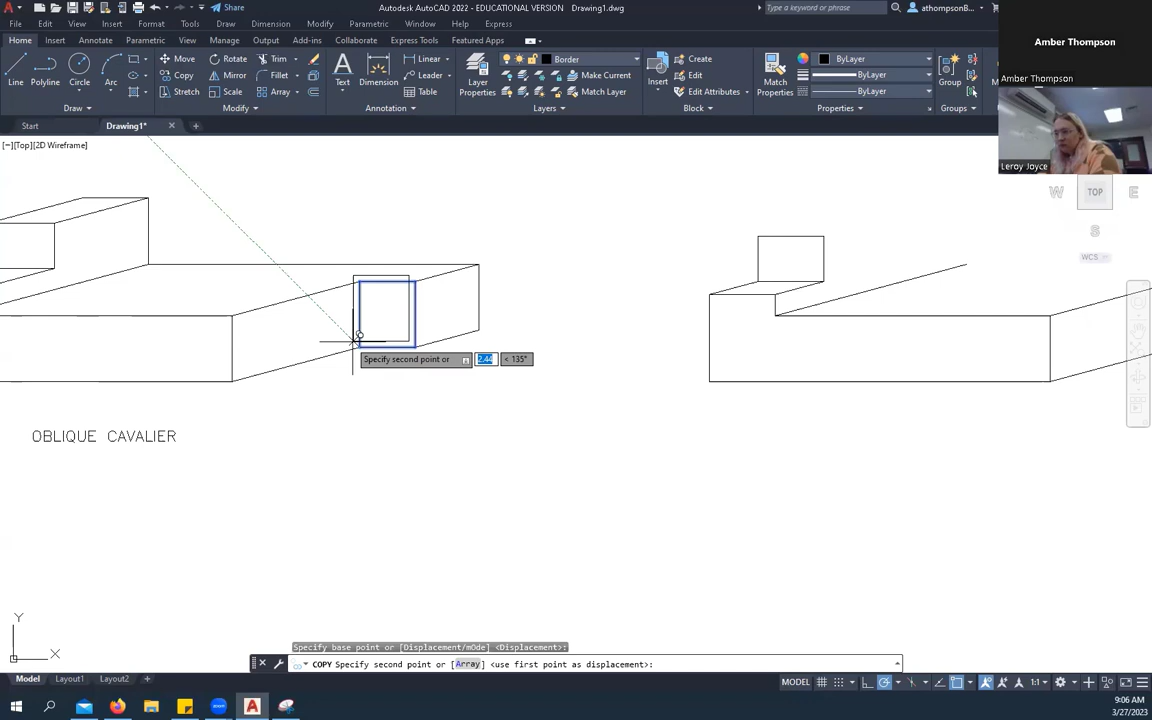 Autodesk AutoCAD 2022 - EDUCATIONAL VERSION Drawing1.dwg
Share
Type a keyword or phrase
athompsonB...
File Edit View Insert Format Tools Draw Dimension Modify Parametric Window Help Express
Home Insert Annotate Parametric View Manage Output Add-ins Collaborate Express Tools Featured Apps
Line Polyline Circle Arc
Draw
Move Rotate Trim
Copy Mirror Fillet
Stretch Scale Array
Modify
Text Dimension
Linear
Leader
Table
Annotation
Layer Properties
Border
Make Current
Match Layer
Layers
Insert
Create
Edit
Edit Attributes
Block
Match Properties
ByLayer
ByLayer
ByLayer
Properties
Group
Groups
Amber Thompson
Amber Thompson
Leroy Joyce
Start Drawing1*
[−][Top][2D Wireframe]
W TOP E
S
WCS
Specify second point or 2.44 < 135°
OBLIQUE CAVALIER
Y
X
Specify base point or [Displacement/mOde] <Displacement>:
COPY Specify second point or [Array] <use first point as displacement>:
Model Layout1 Layout2
MODEL 1:1
9:06 AM
3/27/2023